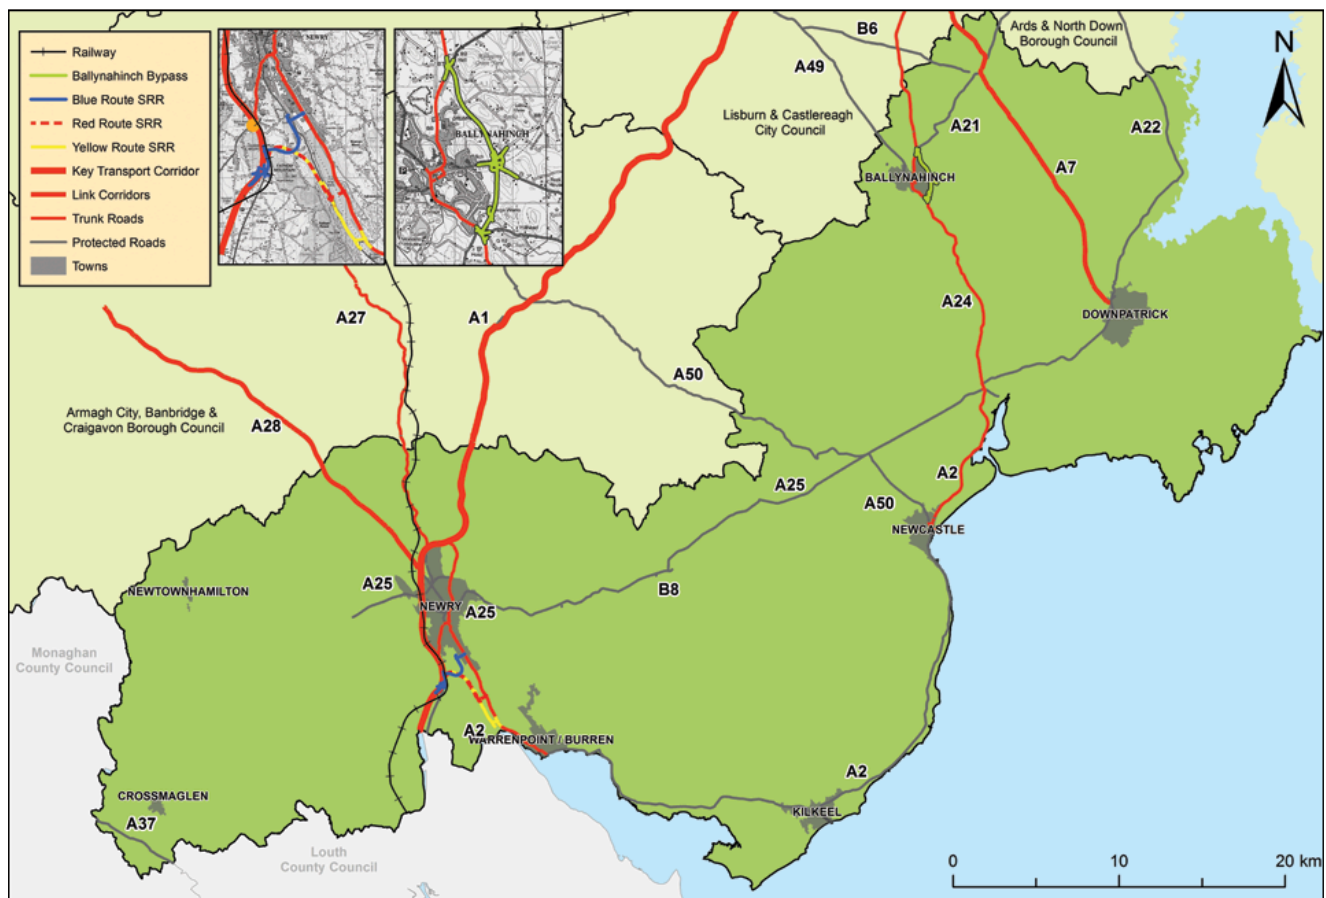 Railway
Ballynahinch Bypass
Blue Route SRR
Red Route SRR
Yellow Route SRR
Key Transport Corridor
Link Corridors
Trunk Roads
Protected Roads
Towns
NEWRY
BALLYNAHINCH
B6
Ards & North Down
Borough Council
N
A49
Lisburn & Castlereagh
City Council
A21
A22
A7
BALLYNAHINCH
A27
A1
A24
DOWNPATRICK
A50
Armagh City, Banbridge &
Craigavon Borough Council
A28
A25
A2
A50
NEWCASTLE
NEWTOWNHAMILTON
A25
NEWRY
A25
B8
Monaghan
County Council
A2
WARRENPOINT / BURREN
CROSSMAGLEN
A37
A2
KILKEEL
Louth
County Council
0
10
20 km